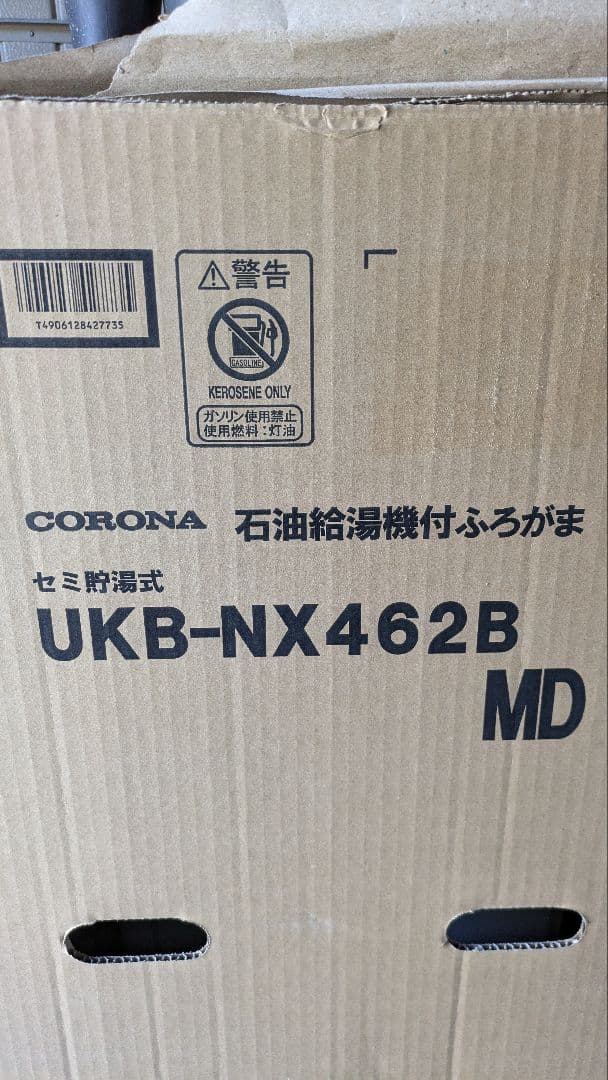 T4906128427735
警告
GASOLINE
KEROSENE ONLY
ガソリン使用禁止
使用燃料:灯油
CORONA 石油給湯機付ふろがま
セミ貯湯式
UKB-NX462B
MD